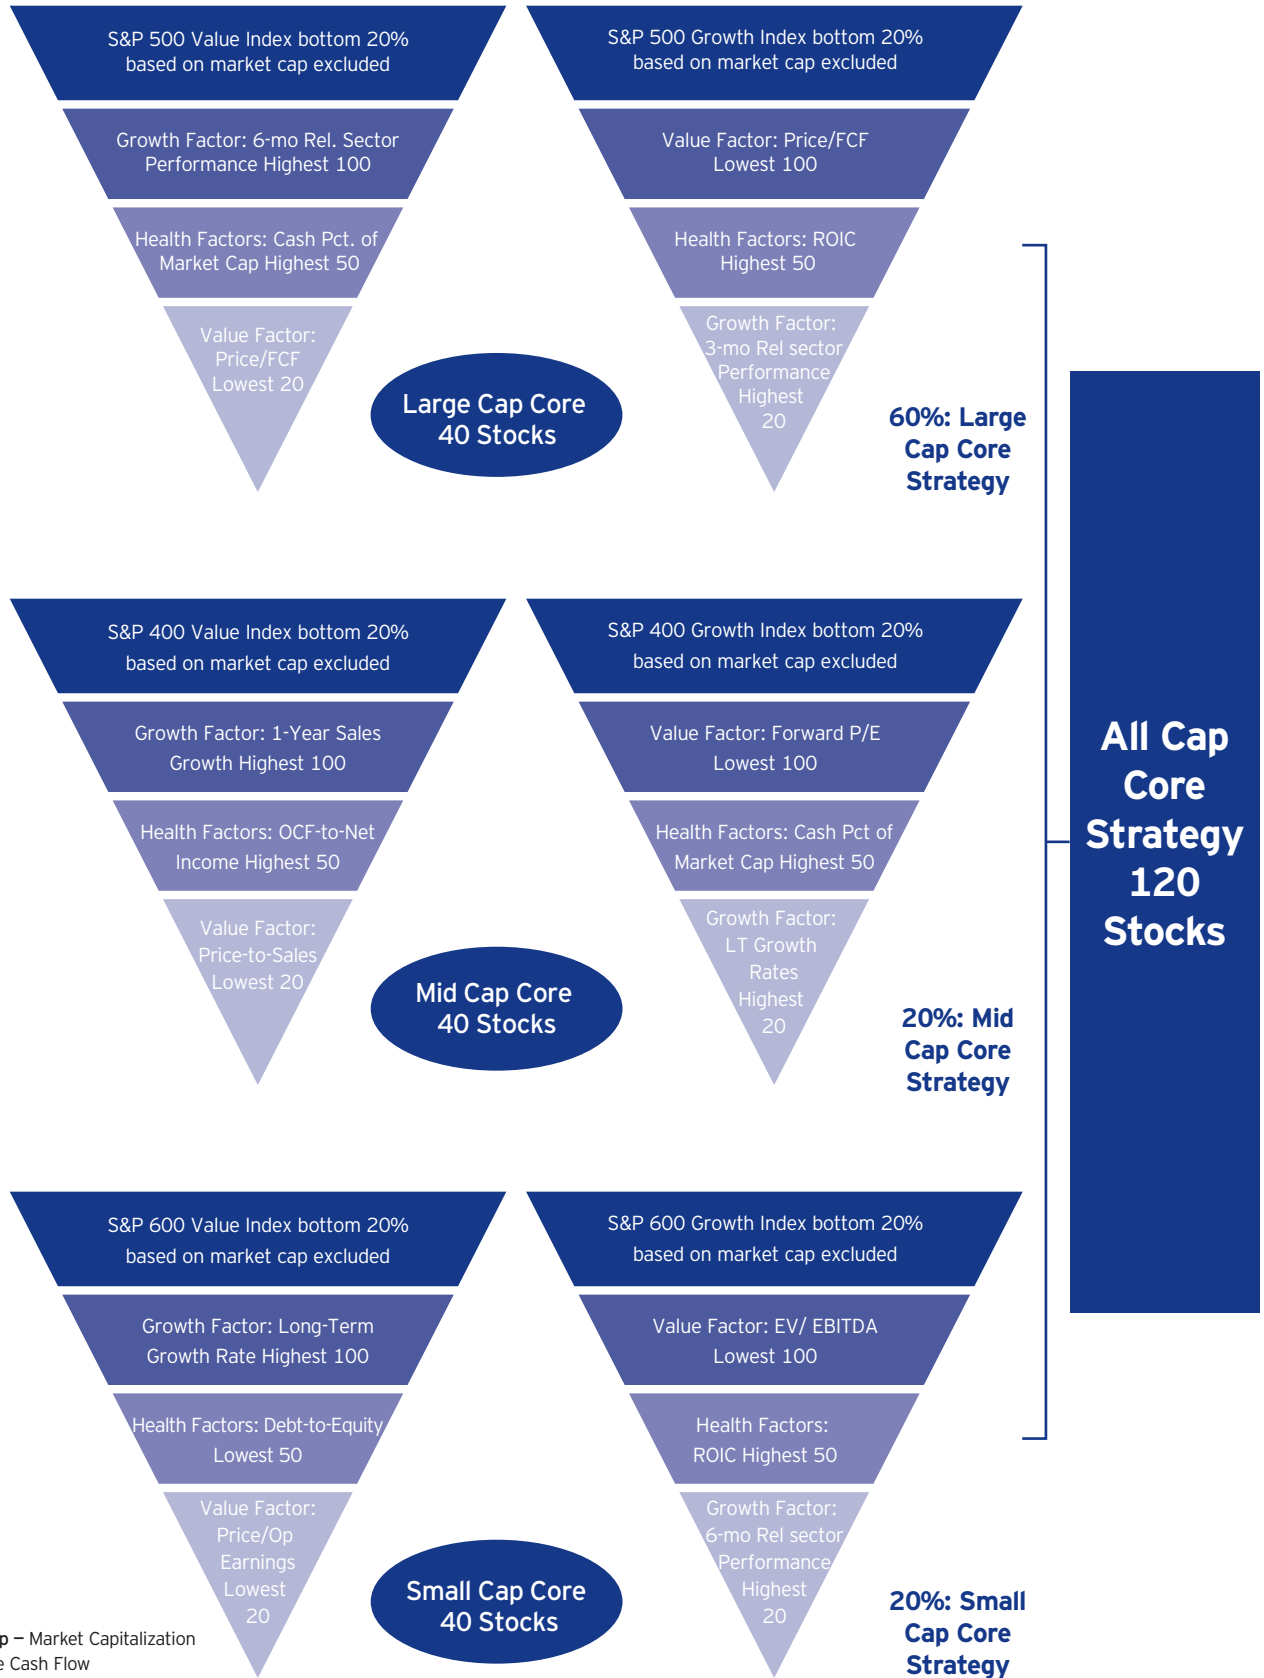 S&P 500 Value Index bottom 20%
based on market cap excluded
Growth Factor: 6-mo Rel. Sector
Performance Highest 100
Health Factors: Cash Pct. of
Market Cap Highest 50
Value Factor:
Price/FCF
Lowest 20
S&P 500 Growth Index bottom 20%
based on market cap excluded
Value Factor: Price/FCF
Lowest 100
Health Factors: ROIC
Highest 50
Growth Factor:
3-mo Rel sector
Performance
Highest
20
Large Cap Core
40 Stocks
60%: Large
Cap Core
Strategy
S&P 400 Value Index bottom 20%
based on market cap excluded
Growth Factor: 1-Year Sales
Growth Highest 100
Health Factors: OCF-to-Net
Income Highest 50
Value Factor:
Price-to-Sales
Lowest 20
S&P 400 Growth Index bottom 20%
based on market cap excluded
Value Factor: Forward P/E
Lowest 100
Health Factors: Cash Pct of
Market Cap Highest 50
Growth Factor:
LT Growth
Rates
Highest
20
Mid Cap Core
40 Stocks
20%: Mid
Cap Core
Strategy
All Cap
Core
Strategy
120
Stocks
S&P 600 Value Index bottom 20%
based on market cap excluded
Growth Factor: Long-Term
Growth Rate Highest 100
Health Factors: Debt-to-Equity
Lowest 50
Value Factor:
Price/Op
Earnings
Lowest
20
S&P 600 Growth Index bottom 20%
based on market cap excluded
Value Factor: EV/ EBITDA
Lowest 100
Health Factors:
ROIC Highest 50
Growth Factor:
6-mo Rel sector
Performance
Highest
20
Small Cap Core
40 Stocks
20%: Small
Cap Core
Strategy
p – Market Capitalization
e Cash Flow